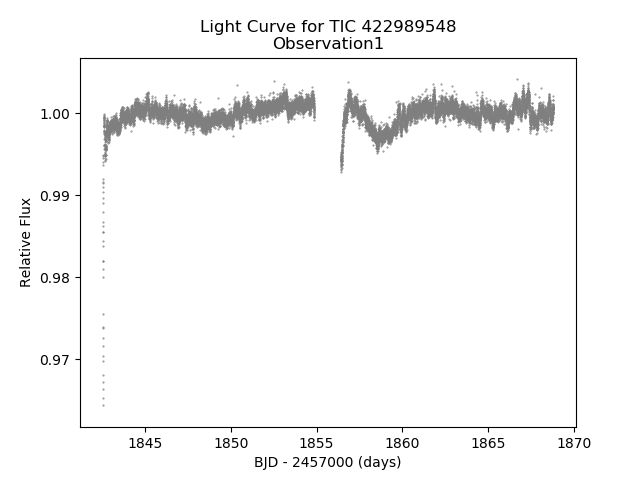 Light Curve for TIC 422989548
Observation1
1.00
0.99
0.98
0.97
Relative Flux
1845
1850
1855
1860
1865
1870
BJD - 2457000 (days)